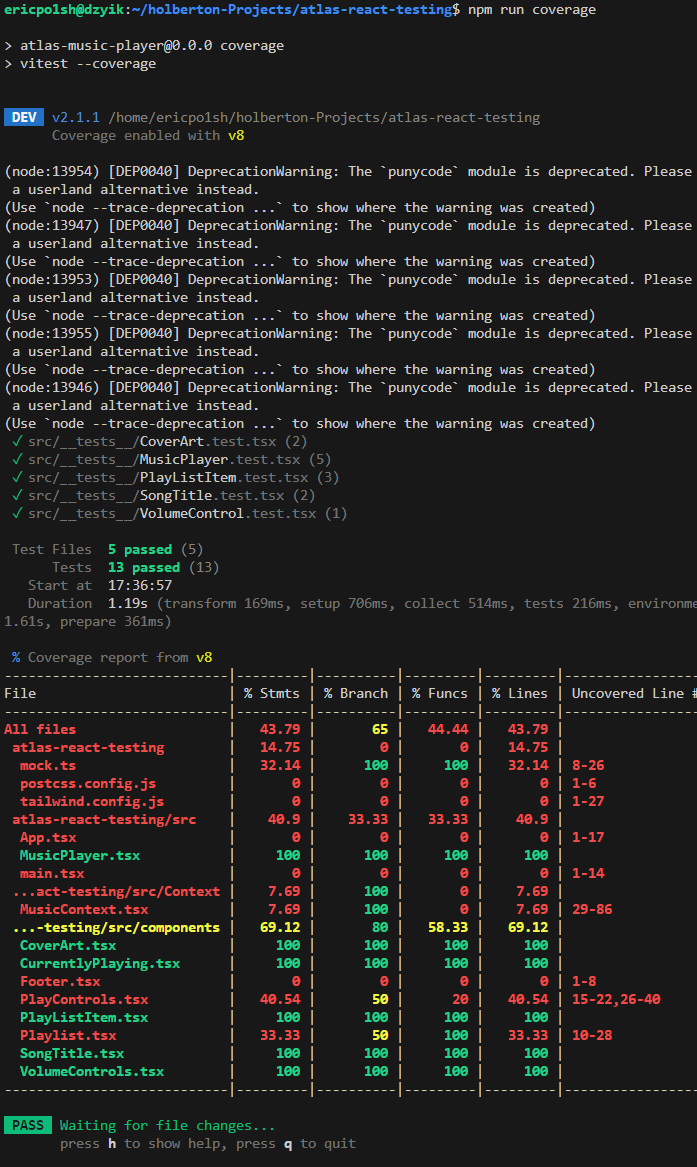 ericpo1sh@dzyik:~/holberton-Projects/atlas-react-testing$ npm run coverage
> atlas-music-player@0.0.0 coverage
> vitest --coverage
DEV v2.1.1 /home/ericpo1sh/holberton-Projects/atlas-react-testing
Coverage enabled with v8
(node:13954) [DEP0040] DeprecationWarning: The `punycode` module is deprecated. Please
a userland alternative instead.
(Use `node --trace-deprecation ...` to show where the warning was created)
(node:13947) [DEP0040] DeprecationWarning: The `punycode` module is deprecated. Please
a userland alternative instead.
(Use `node --trace-deprecation ...` to show where the warning was created)
(node:13953) [DEP0040] DeprecationWarning: The `punycode` module is deprecated. Please
a userland alternative instead.
(Use `node --trace-deprecation ...` to show where the warning was created)
(node:13955) [DEP0040] DeprecationWarning: The `punycode` module is deprecated. Please
a userland alternative instead.
(Use `node --trace-deprecation ...` to show where the warning was created)
(node:13946) [DEP0040] DeprecationWarning: The `punycode` module is deprecated. Please
a userland alternative instead.
(Use `node --trace-deprecation ...` to show where the warning was created)
✓ src/__tests__/CoverArt.test.tsx (2)
✓ src/__tests__/MusicPlayer.test.tsx (5)
✓ src/__tests__/PlayListItem.test.tsx (3)
✓ src/__tests__/SongTitle.test.tsx (2)
✓ src/__tests__/VolumeControl.test.tsx (1)
Test Files 5 passed (5)
Tests 13 passed (13)
Start at 17:36:57
Duration 1.19s (transform 169ms, setup 706ms, collect 514ms, tests 216ms, environme
1.61s, prepare 361ms)
% Coverage report from v8
----------------------------|---------|----------|---------|---------|----------------
File | % Stmts | % Branch | % Funcs | % Lines | Uncovered Line #
----------------------------|---------|----------|---------|---------|----------------
All files | 43.79 | 65 | 44.44 | 43.79 |
atlas-react-testing | 14.75 | 0 | 0 | 14.75 |
mock.ts | 32.14 | 100 | 100 | 32.14 | 8-26
postcss.config.js | 0 | 0 | 0 | 0 | 1-6
tailwind.config.js | 0 | 0 | 0 | 0 | 1-27
atlas-react-testing/src | 40.9 | 33.33 | 33.33 | 40.9 |
App.tsx | 0 | 0 | 0 | 0 | 1-17
MusicPlayer.tsx | 100 | 100 | 100 | 100 |
main.tsx | 0 | 0 | 0 | 0 | 1-14
...act-testing/src/Context | 7.69 | 100 | 0 | 7.69 |
MusicContext.tsx | 7.69 | 100 | 0 | 7.69 | 29-86
...-testing/src/components | 69.12 | 80 | 58.33 | 69.12 |
CoverArt.tsx | 100 | 100 | 100 | 100 |
CurrentlyPlaying.tsx | 100 | 100 | 100 | 100 |
Footer.tsx | 0 | 0 | 0 | 0 | 1-8
PlayControls.tsx | 40.54 | 50 | 20 | 40.54 | 15-22,26-40
PlayListItem.tsx | 100 | 100 | 100 | 100 |
Playlist.tsx | 33.33 | 50 | 100 | 33.33 | 10-28
SongTitle.tsx | 100 | 100 | 100 | 100 |
VolumeControls.tsx | 100 | 100 | 100 | 100 |
----------------------------|---------|----------|---------|---------|----------------
PASS Waiting for file changes...
press h to show help, press q to quit